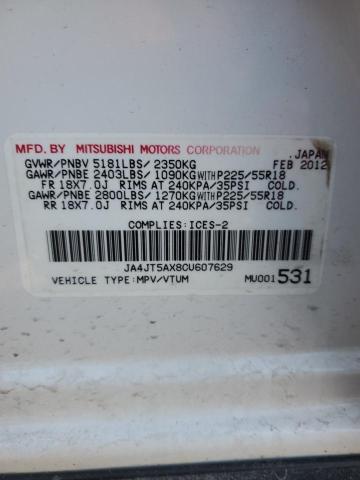 MFD. BY MITSUBISHI MOTORS CORPORATION
JAPAN
GVWR/PNBV 5181LBS/ 2350KG FEB 2012
GAWR/PNBE 2403LBS/ 1090KG WITH P225/55R18
FR 18X7.0J RIMS AT 240KPA/35PSI COLD.
GAWR/PNBE 2800LBS/ 1270KG WITH P225/55R18
RR 18X7.0J RIMS AT 240KPA/35PSI COLD.
COMPLIES:ICES-2
JA4JT5AX8CU607629
VEHICLE TYPE:MPV/VTUM MU001531